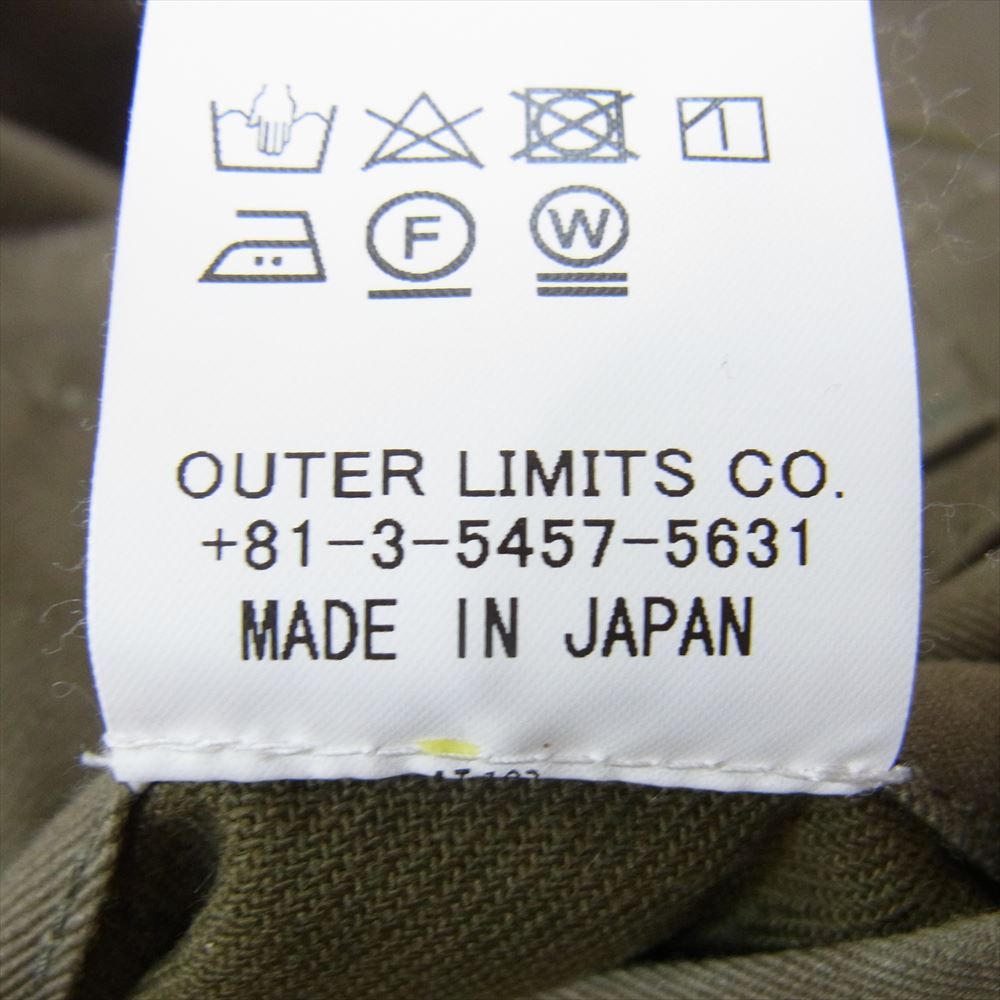 F W
OUTER LIMITS CO.
+81-3-5457-5631
MADE IN JAPAN